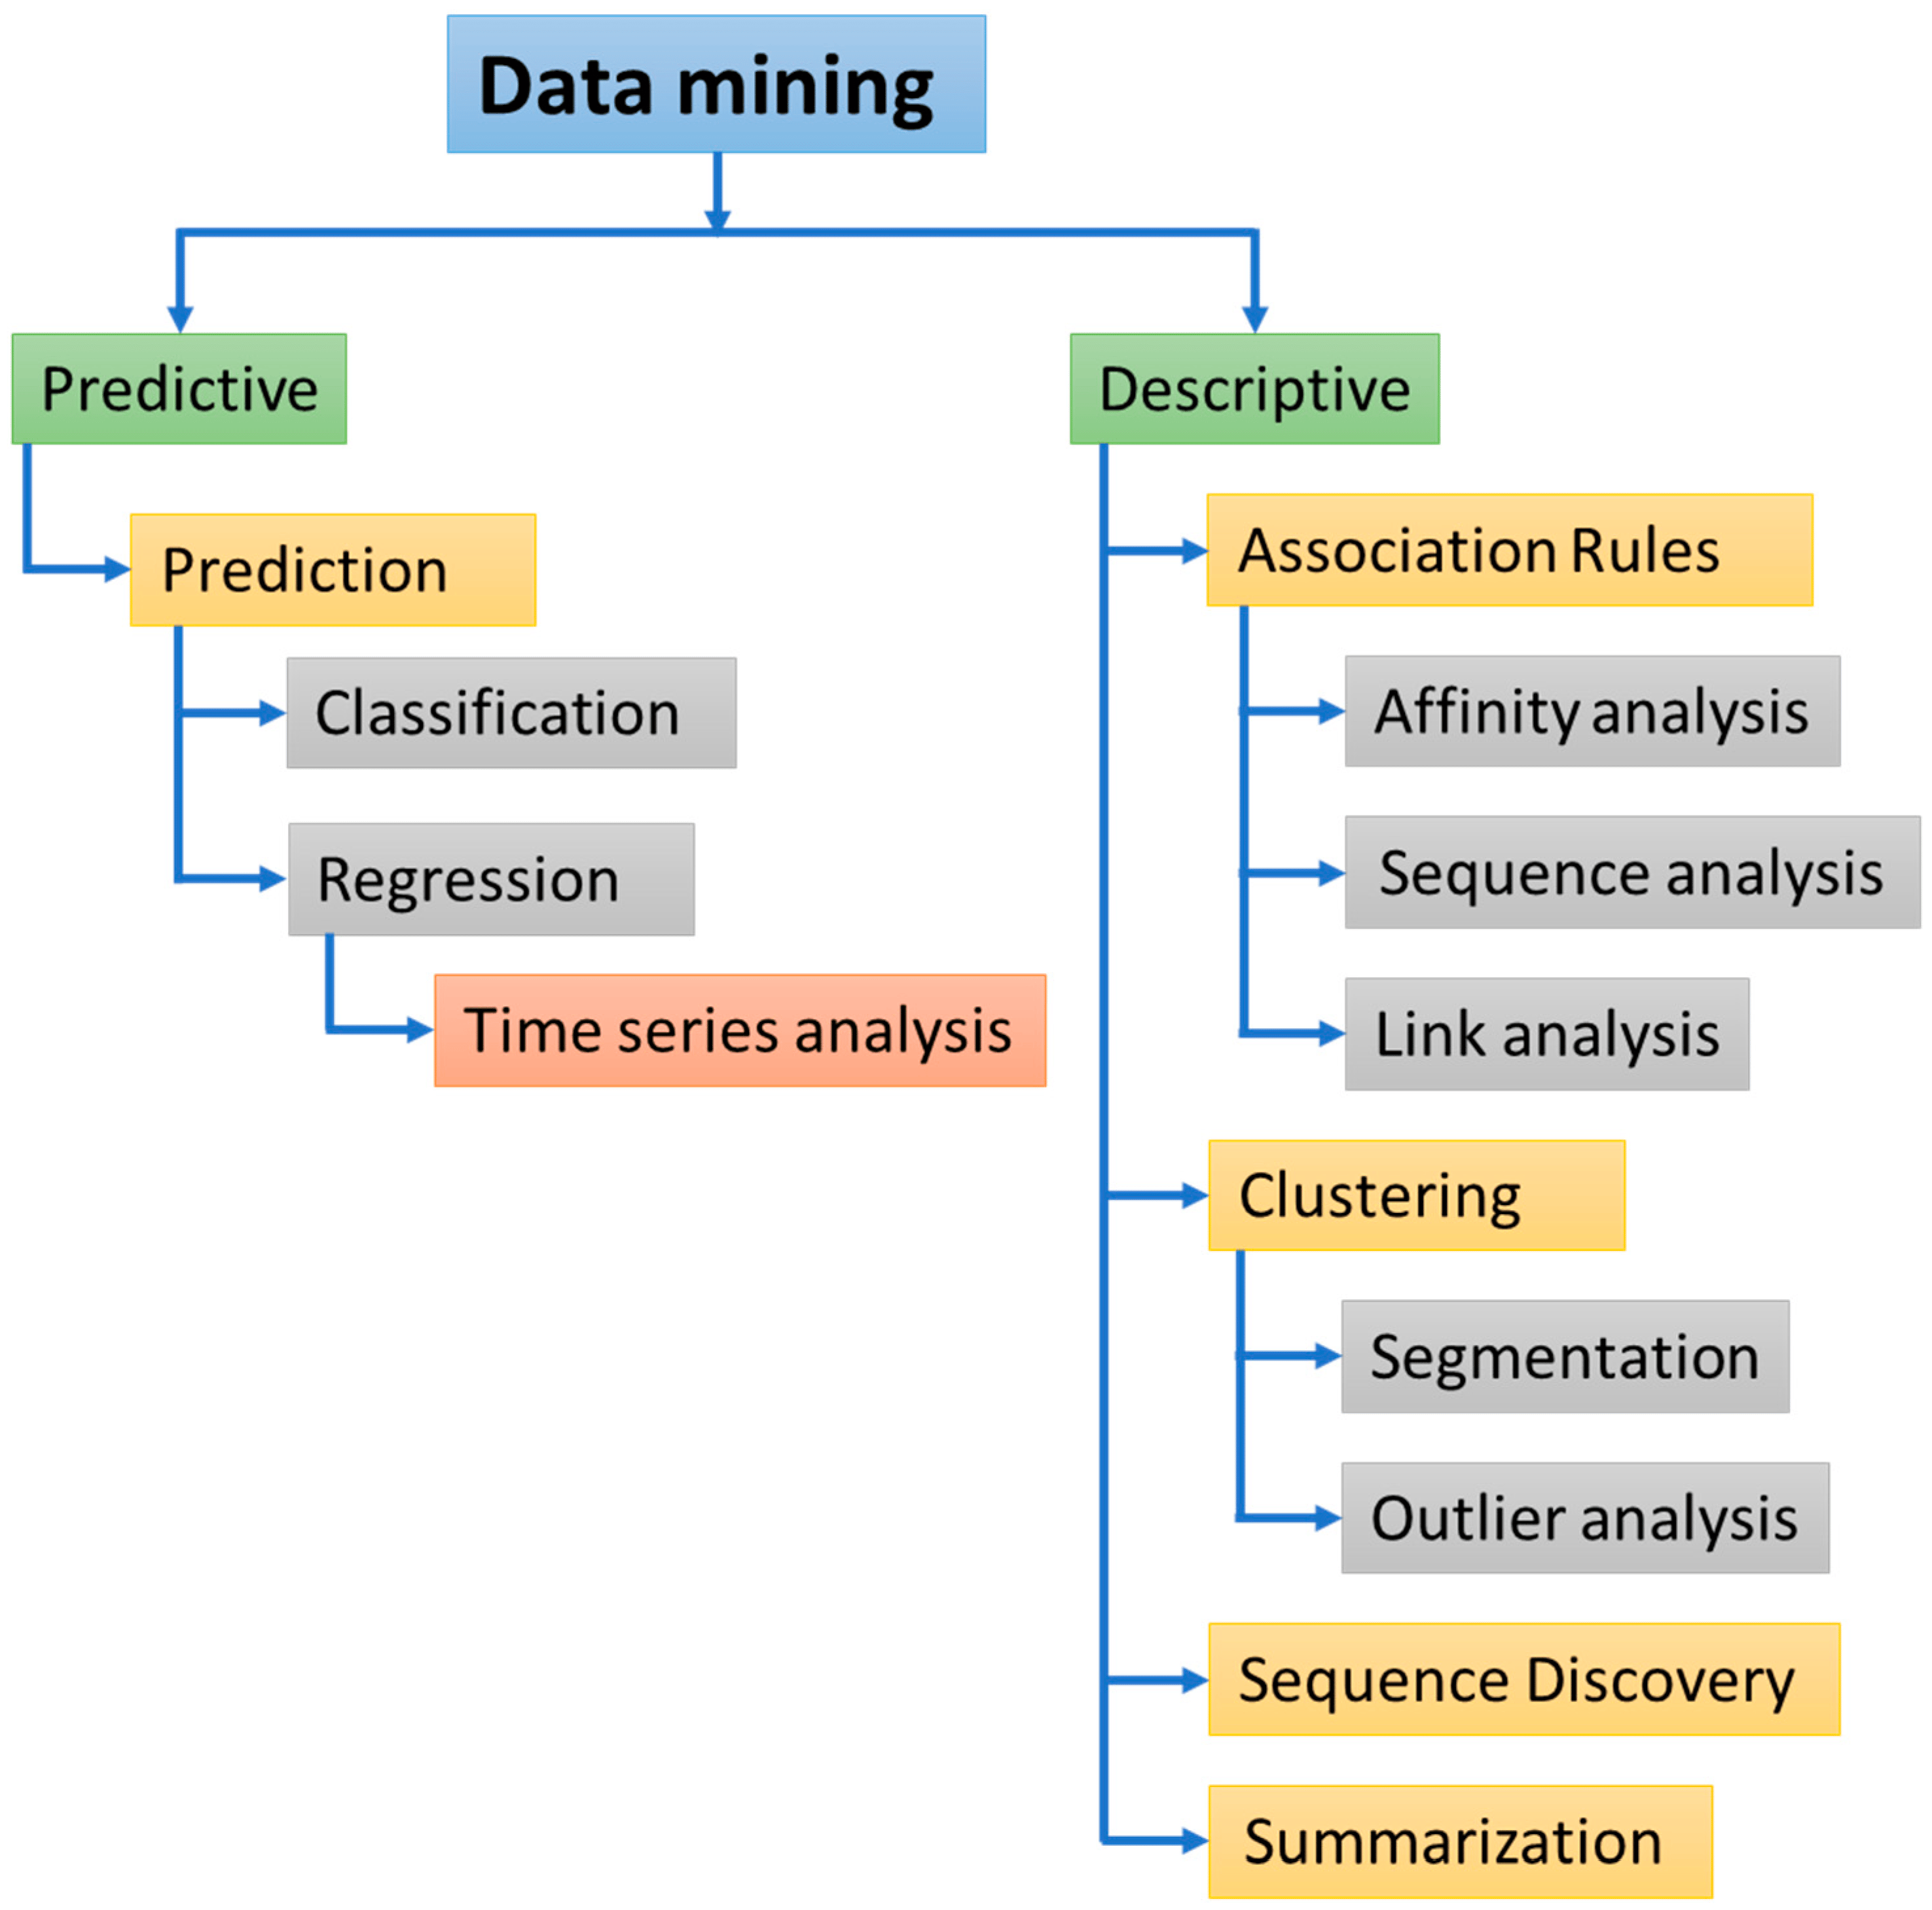 Data mining
Predictive
Prediction
Classification
Regression
Time series analysis
Descriptive
Association Rules
Affinity analysis
Sequence analysis
Link analysis
Clustering
Segmentation
Outlier analysis
Sequence Discovery
Summarization